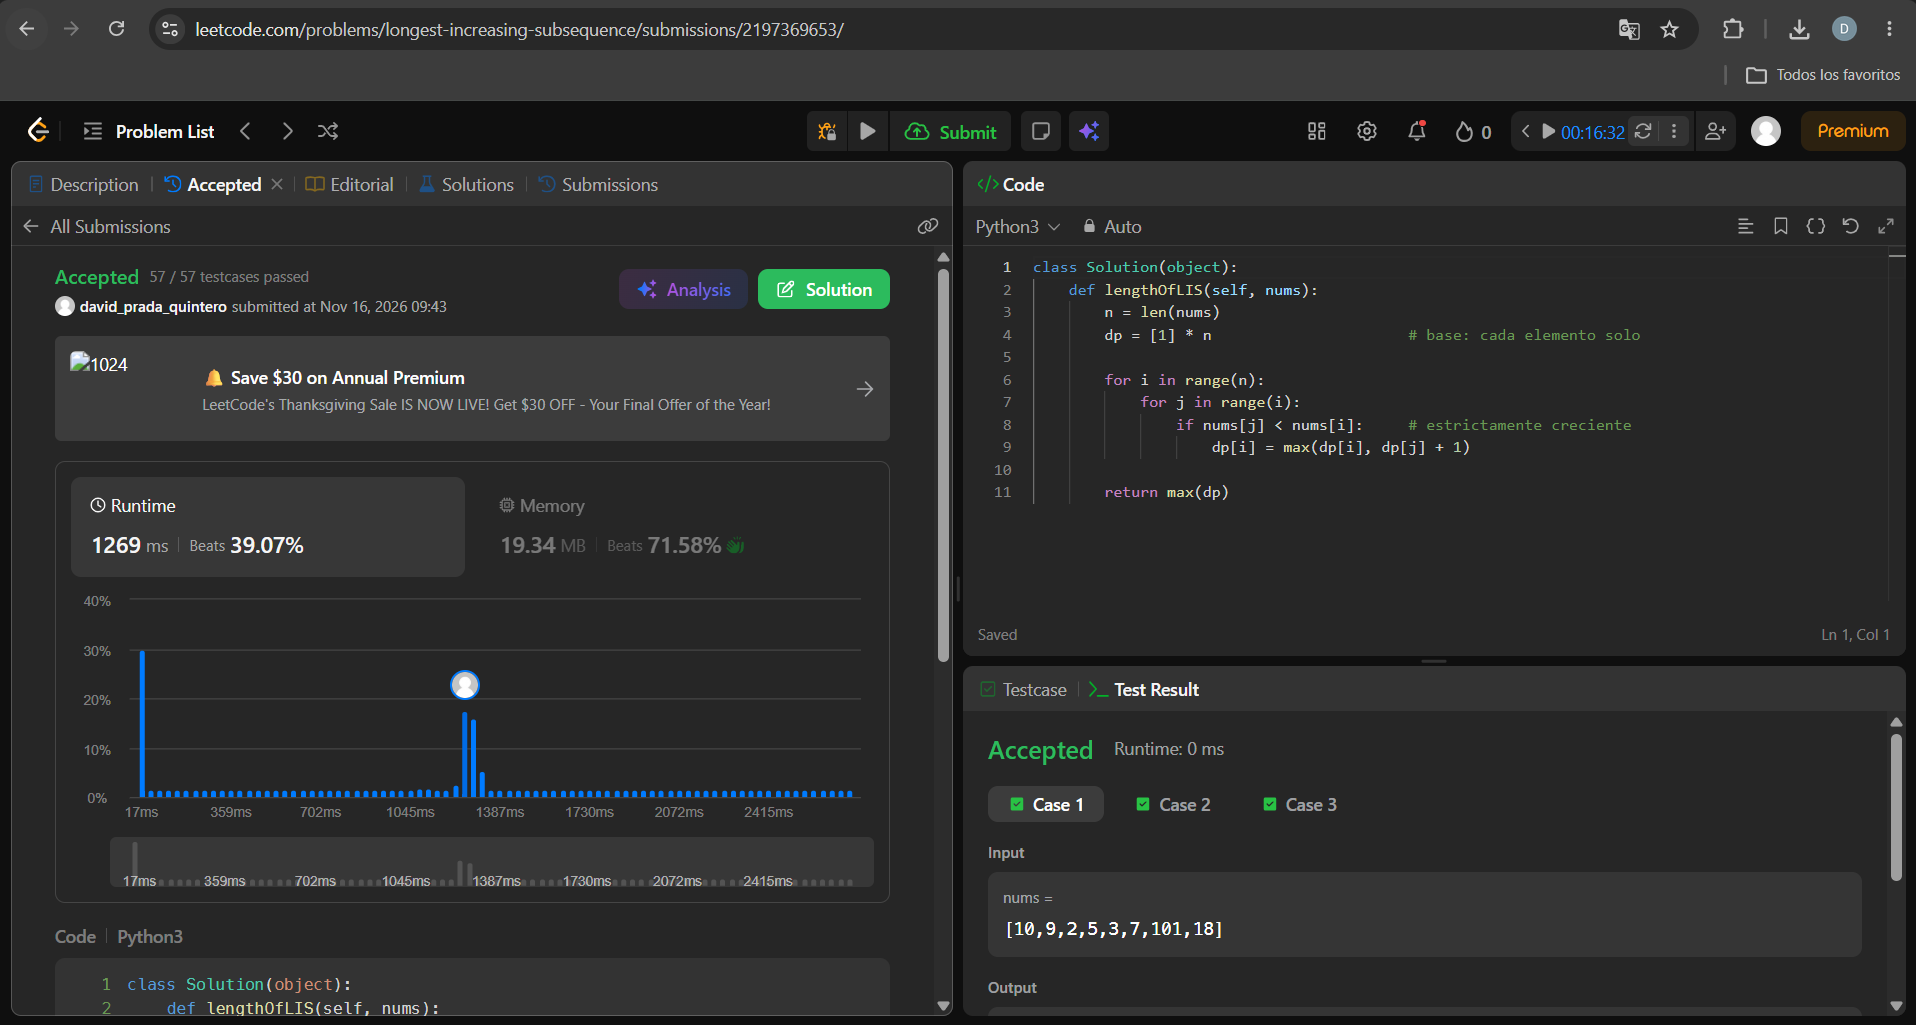 leetcode.com/problems/longest-increasing-subsequence/submissions/2197369653/
D
Todos los favoritos
Problem List
Submit
0
00:16:32
Premium
Description
Accepted
Editorial
Solutions
Submissions
All Submissions
Accepted 57 / 57 testcases passed
david_prada_quintero submitted at Nov 16, 2026 09:43
Analysis
Solution
1024
🔔 Save $30 on Annual Premium
LeetCode's Thanksgiving Sale IS NOW LIVE! Get $30 OFF - Your Final Offer of the Year!
Runtime
1269 ms | Beats 39.07%
Memory
19.34 MB | Beats 71.58%
40%
30%
20%
10%
0%
17ms 359ms 702ms 1045ms 1387ms 1730ms 2072ms 2415ms
17ms 359ms 702ms 1045ms 1387ms 1730ms 2072ms 2415ms
Code | Python3
1 class Solution(object):
2     def lengthOfLIS(self, nums):
</> Code
Python3
Auto
1 class Solution(object):
2     def lengthOfLIS(self, nums):
3         n = len(nums)
4         dp = [1] * n                      # base: cada elemento solo
5
6         for i in range(n):
7             for j in range(i):
8                 if nums[j] < nums[i]:     # estrictamente creciente
9                     dp[i] = max(dp[i], dp[j] + 1)
10
11         return max(dp)
Saved
Ln 1, Col 1
Testcase
>_ Test Result
Accepted Runtime: 0 ms
Case 1
Case 2
Case 3
Input
nums =
[10,9,2,5,3,7,101,18]
Output